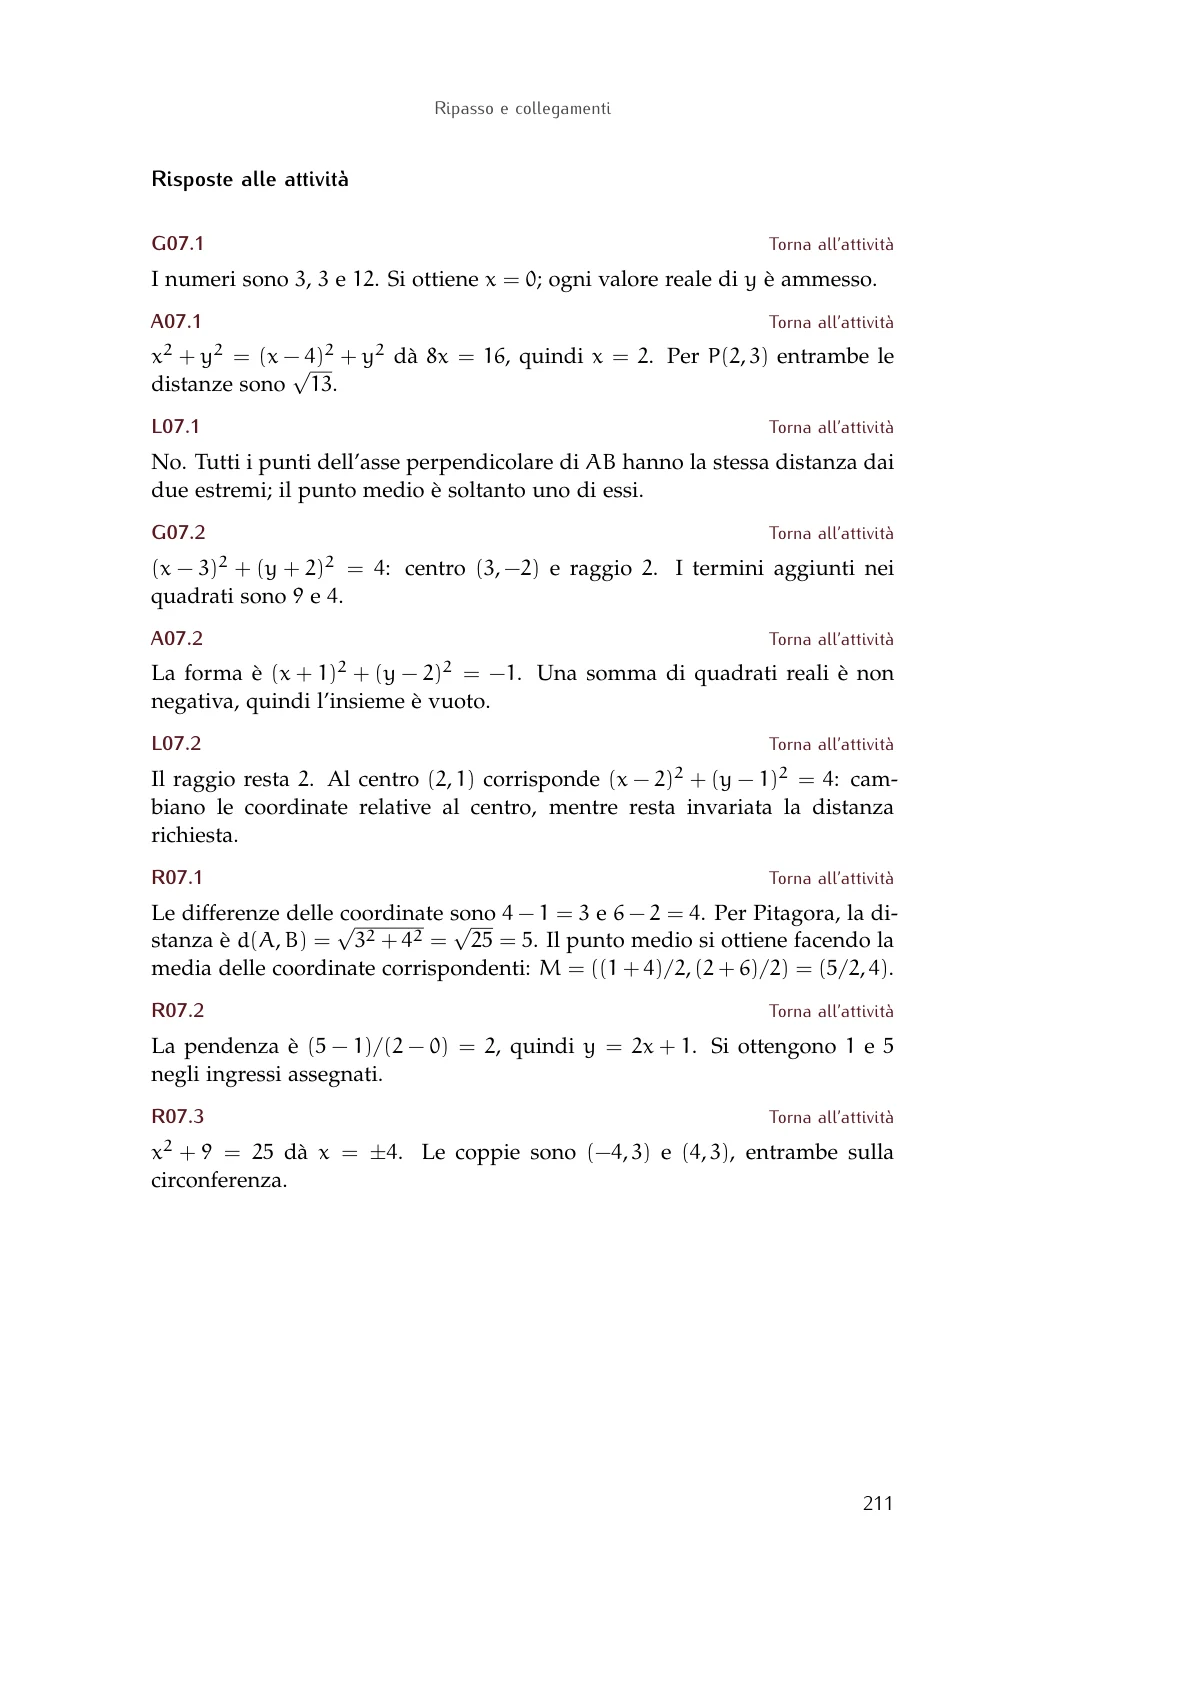 Ripasso e collegamenti
Risposte alle attività
G07.1 Torna all'attività
I numeri sono 3, 3 e 12. Si ottiene x = 0; ogni valore reale di y è ammesso.
A07.1 Torna all'attività
x² + y² = (x − 4)² + y² dà 8x = 16, quindi x = 2. Per P(2, 3) entrambe le
distanze sono √13.
L07.1 Torna all'attività
No. Tutti i punti dell'asse perpendicolare di AB hanno la stessa distanza dai
due estremi; il punto medio è soltanto uno di essi.
G07.2 Torna all'attività
(x − 3)² + (y + 2)² = 4: centro (3, −2) e raggio 2. I termini aggiunti nei
quadrati sono 9 e 4.
A07.2 Torna all'attività
La forma è (x + 1)² + (y − 2)² = −1. Una somma di quadrati reali è non
negativa, quindi l'insieme è vuoto.
L07.2 Torna all'attività
Il raggio resta 2. Al centro (2, 1) corrisponde (x − 2)² + (y − 1)² = 4: cam-
biano le coordinate relative al centro, mentre resta invariata la distanza
richiesta.
R07.1 Torna all'attività
Le differenze delle coordinate sono 4 − 1 = 3 e 6 − 2 = 4. Per Pitagora, la di-
stanza è d(A, B) = √(3² + 4²) = √25 = 5. Il punto medio si ottiene facendo la
media delle coordinate corrispondenti: M = ((1 + 4)/2, (2 + 6)/2) = (5/2, 4).
R07.2 Torna all'attività
La pendenza è (5 − 1)/(2 − 0) = 2, quindi y = 2x + 1. Si ottengono 1 e 5
negli ingressi assegnati.
R07.3 Torna all'attività
x² + 9 = 25 dà x = ±4. Le coppie sono (−4, 3) e (4, 3), entrambe sulla
circonferenza.
211